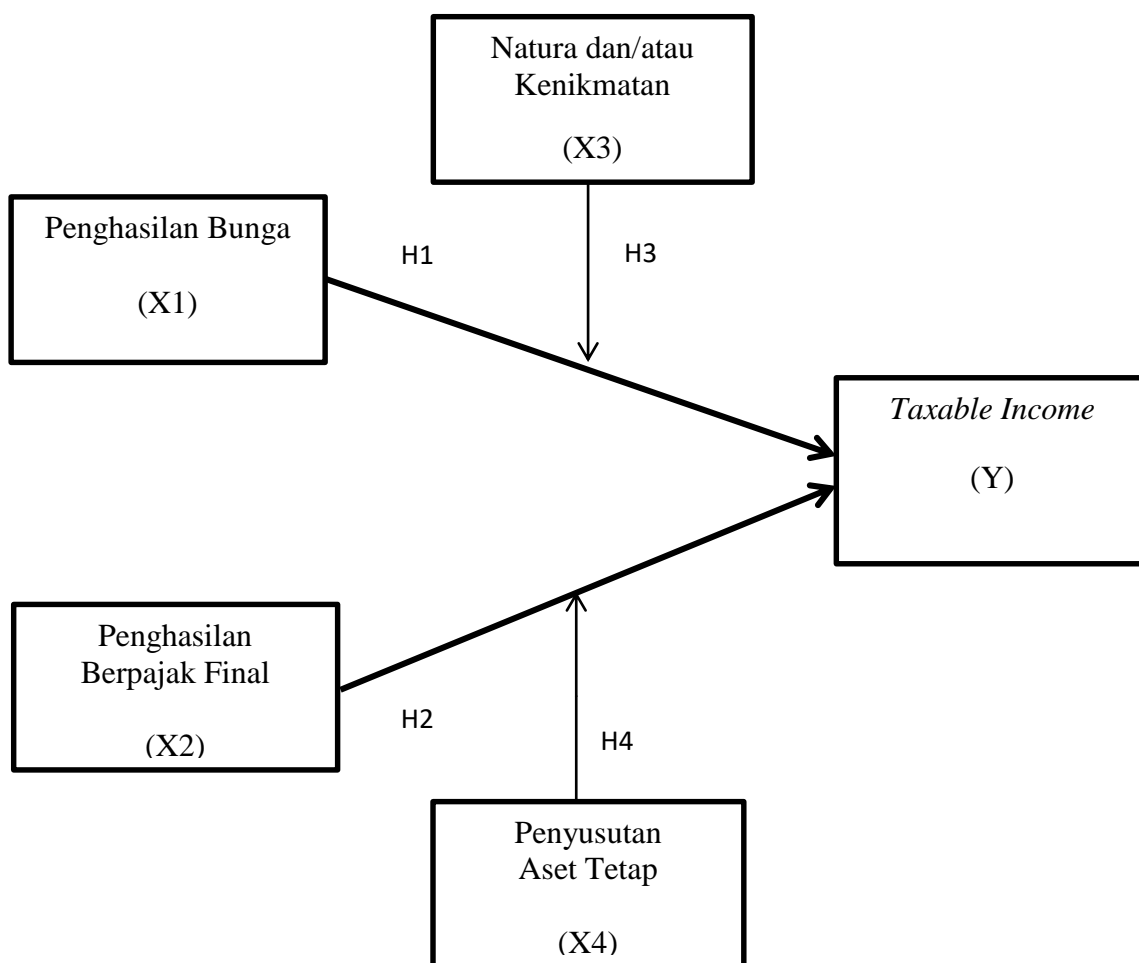 Natura dan/atau
Kenikmatan
(X3)
Penghasilan Bunga
(X1)
H1
H3
Taxable Income
(Y)
Penghasilan
Berpajak Final
(X2)
H2
H4
Penyusutan
Aset Tetap
(X4)